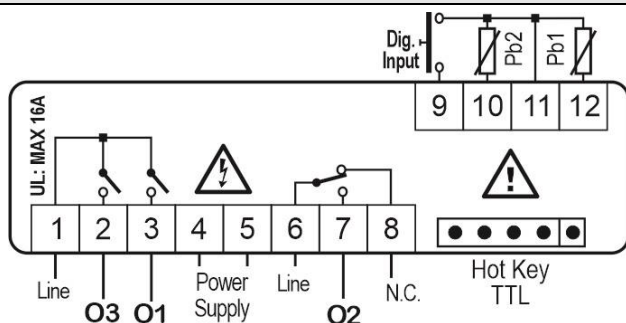 Dig.
Input
Pb2
Pb1
9 10 11 12
UL: MAX 16A
1 2 3 4 5 6 7 8
Line
O3
O1
Power
Supply
Line
O2
N.C.
Hot Key
TTL